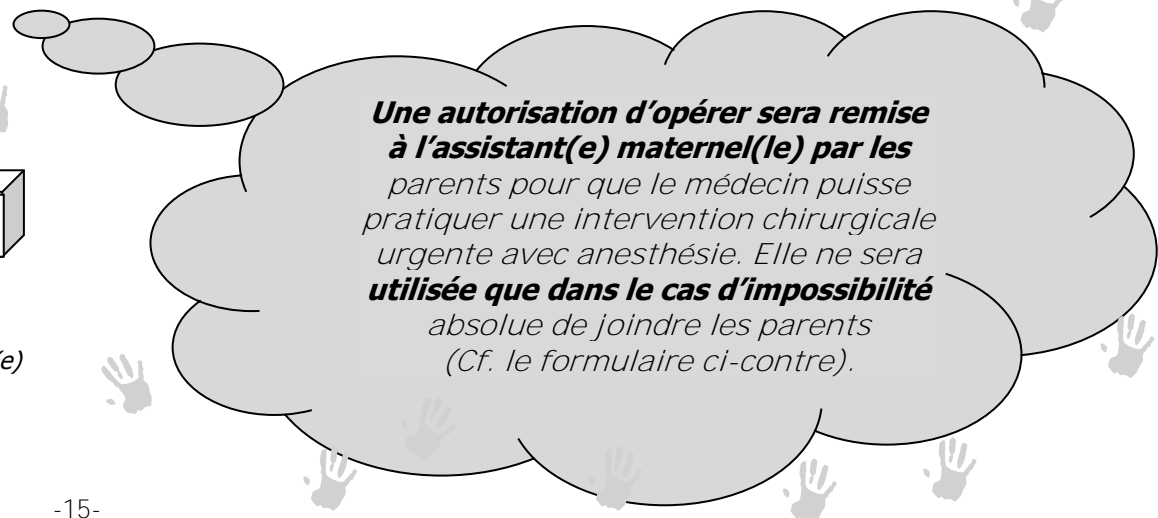 Une autorisation d’opérer sera remise
à l’assistant(e) maternel(le) par les
parents pour que le médecin puisse
pratiquer une intervention chirurgicale
urgente avec anesthésie. Elle ne sera
utilisée que dans le cas d’impossibilité
absolue de joindre les parents
(Cf. le formulaire ci-contre).
(e)
-15-